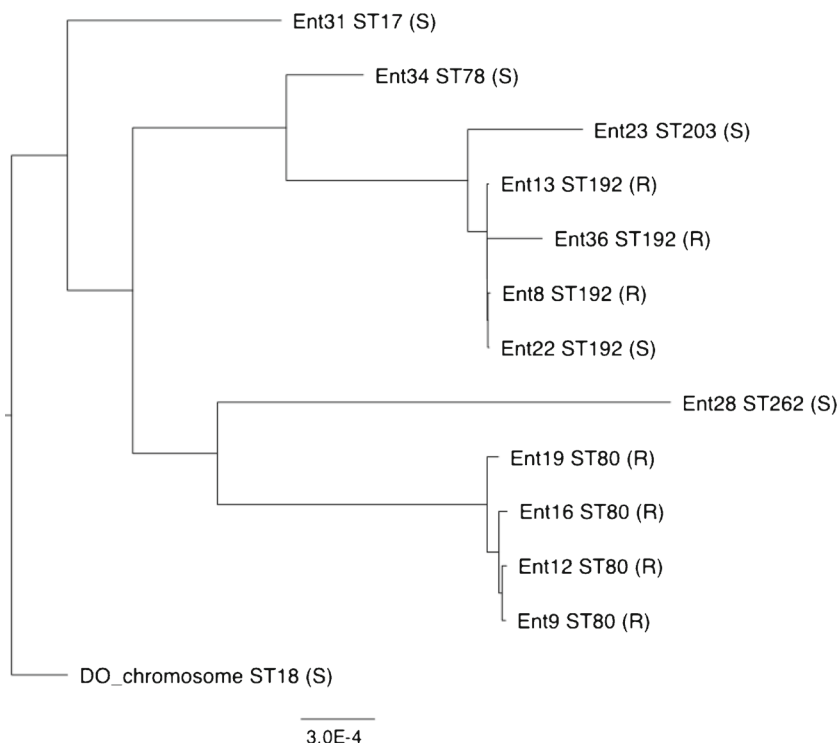 Ent31 ST17 (S)
Ent34 ST78 (S)
Ent23 ST203 (S)
Ent13 ST192 (R)
Ent36 ST192 (R)
Ent8 ST192 (R)
Ent22 ST192 (S)
Ent28 ST262 (S)
Ent19 ST80 (R)
Ent16 ST80 (R)
Ent12 ST80 (R)
Ent9 ST80 (R)
DO_chromosome ST18 (S)
3.0E-4